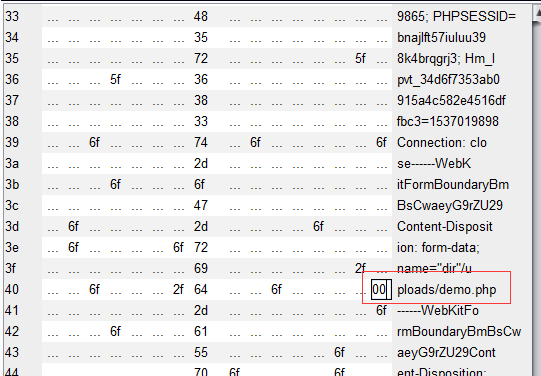 33 ... ... ... ... ... ... ... 48 ... ... ... ... ... ... ... ... 9865; PHPSESSID=
34 ... ... ... ... ... ... ... 35 ... ... ... ... ... ... ... ... bnajlft57iuluu39
35 ... ... ... ... ... ... ... 72 ... ... ... ... ... ... 5f ... 8k4brqgrj3; Hm_l
36 ... ... ... 5f ... ... ... 36 ... ... ... ... ... ... ... ... pvt_34d6f7353ab0
37 ... ... ... ... ... ... ... 38 ... ... ... ... ... ... ... ... 915a4c582e4516df
38 ... ... ... ... ... ... ... 33 ... ... ... ... ... ... ... ... fbc3=1537019898
39 ... ... 6f ... ... ... ... 74 ... ... 6f ... ... ... ... 6f Connection: clo
3a ... ... ... ... ... ... ... 2d ... ... ... ... ... ... ... ... se------WebK
3b ... ... ... 6f ... ... ... 6f ... ... ... ... ... ... ... ... itFormBoundaryBm
3c ... ... ... ... ... ... ... 47 ... ... ... ... ... ... ... ... BsCwaeyG9rZU29
3d ... 6f ... ... ... ... ... 2d ... ... ... ... 6f ... ... ... Content-Disposit
3e ... 6f ... ... ... ... 6f 72 ... ... ... ... ... ... ... ... ion: form-data;
3f ... ... ... ... ... ... ... 69 ... ... ... ... ... ... 2f ... name="dir"/u
40 ... ... 6f ... ... ... 2f 64 ... ... ... 6f ... ... ... 00 ploads/demo.php
41 ... ... ... ... ... ... ... 2d ... ... ... ... ... ... ... 6f ------WebKitFo
42 ... ... ... 6f ... ... ... 61 ... ... ... ... ... ... ... ... rmBoundaryBmBsCw
43 ... ... ... ... ... ... ... 55 ... ... ... ... ... 6f ... ... aeyG9rZU29Cont
44 ... ... ... ... ... ... ... 70 6f ... ... ... ... 6f ... ... ent-Disposition: